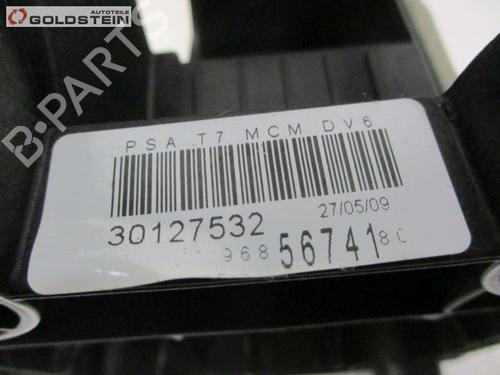 AUTOTEILE
GOLDSTEIN
B-PARTS
PSA T7 MCM DV6
27/05/09
30127532
968 56741 80